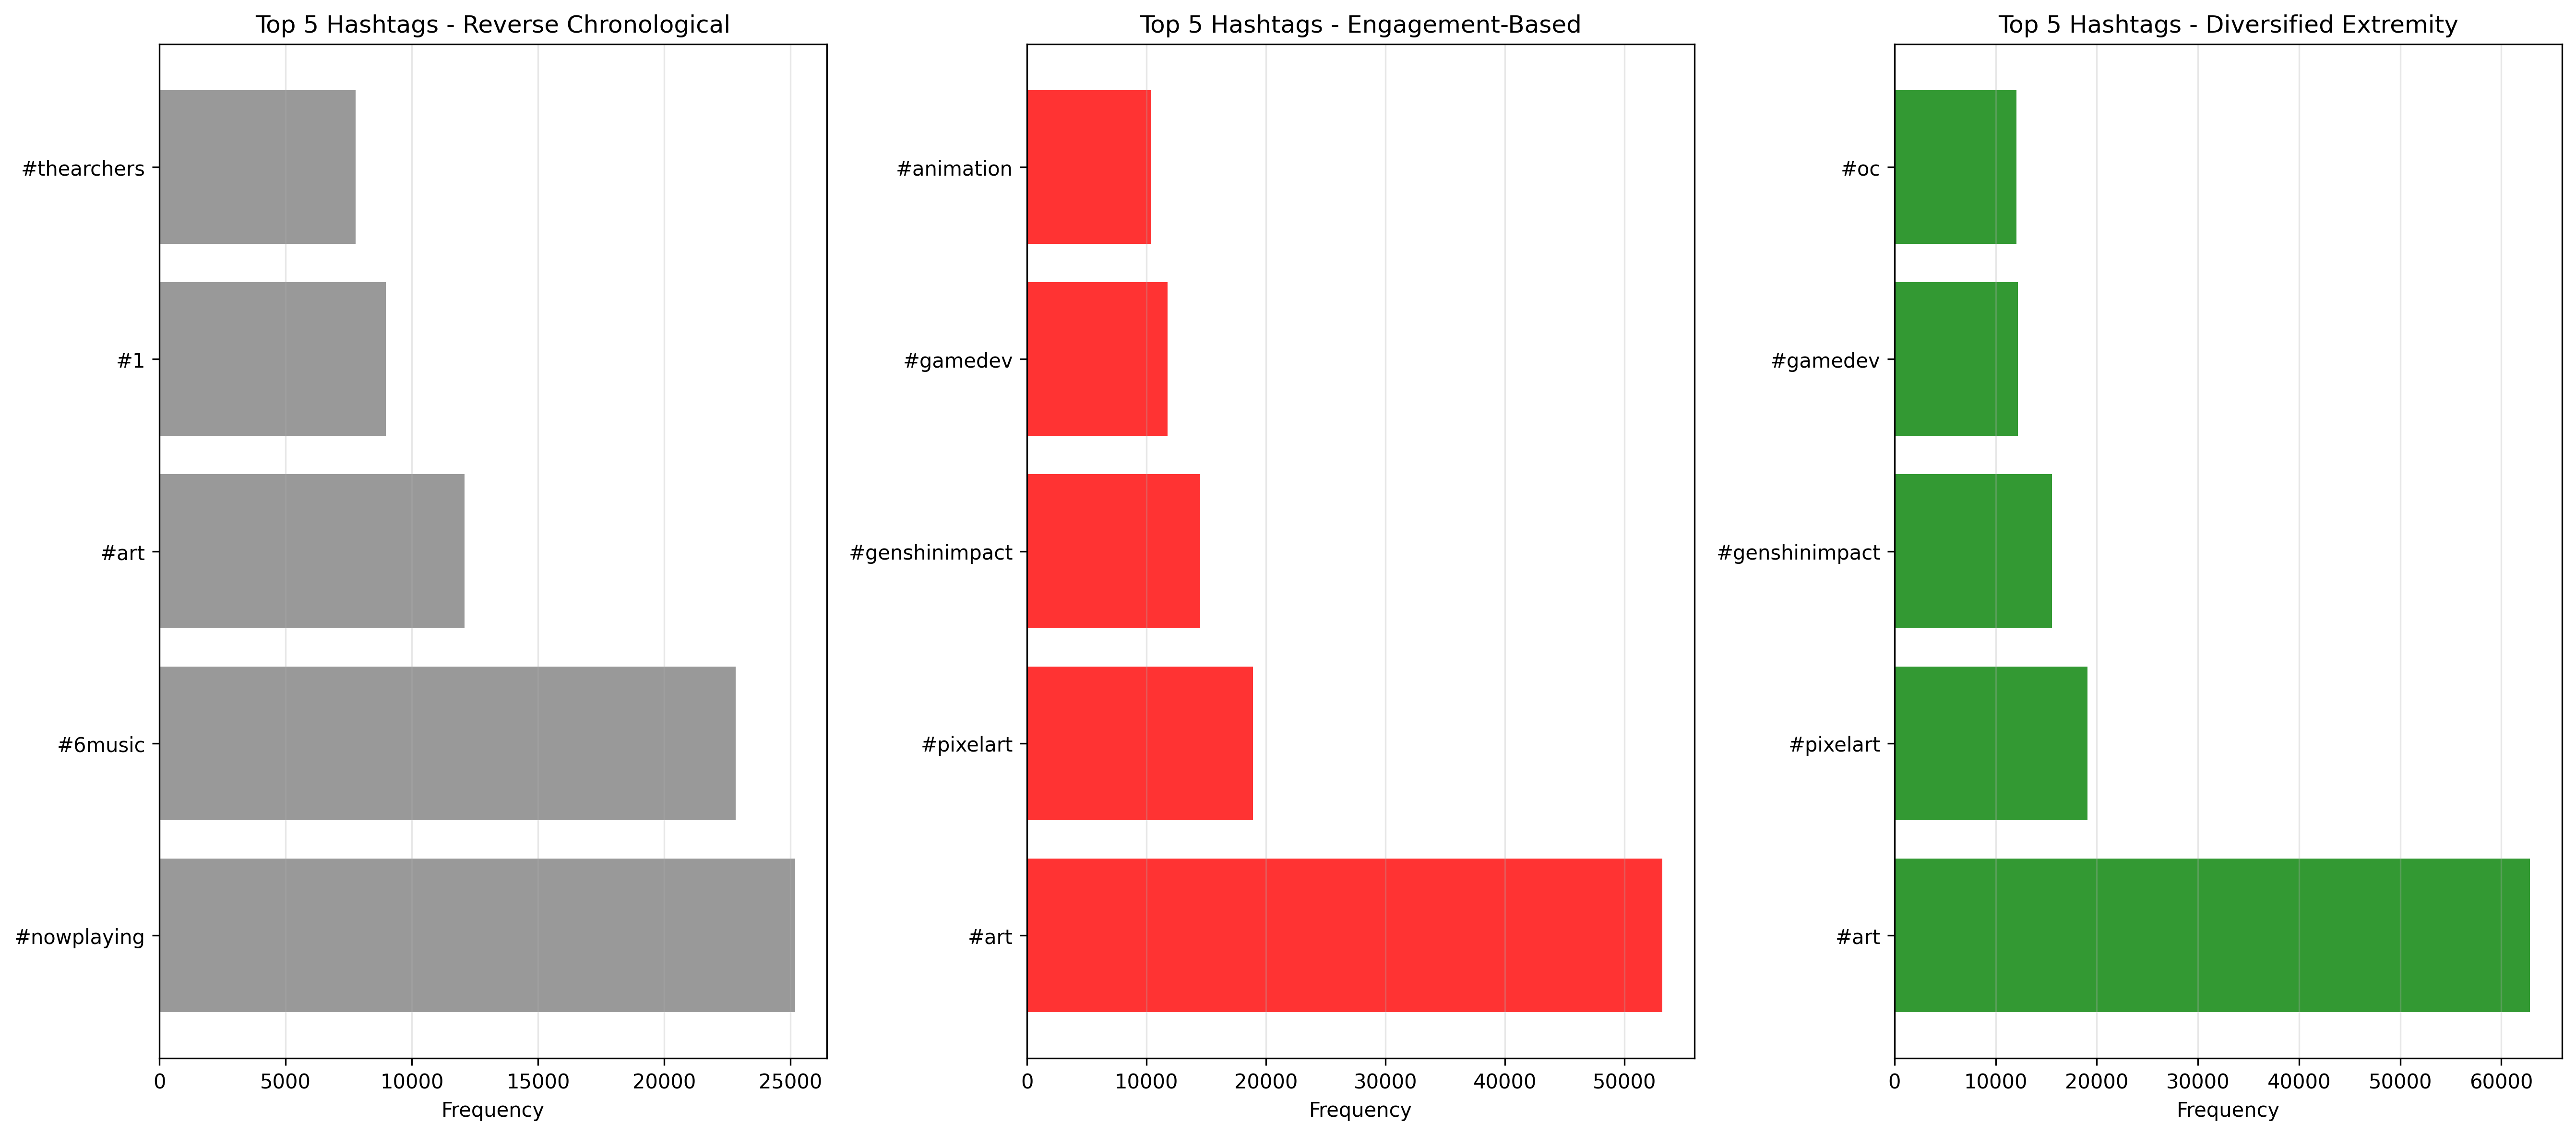 Top 5 Hashtags - Reverse Chronological
#thearchers
#1
#art
#6music
#nowplaying
0 5000 10000 15000 20000 25000
Frequency
Top 5 Hashtags - Engagement-Based
#animation
#gamedev
#genshinimpact
#pixelart
#art
0 10000 20000 30000 40000 50000
Frequency
Top 5 Hashtags - Diversified Extremity
#oc
#gamedev
#genshinimpact
#pixelart
#art
0 10000 20000 30000 40000 50000 60000
Frequency